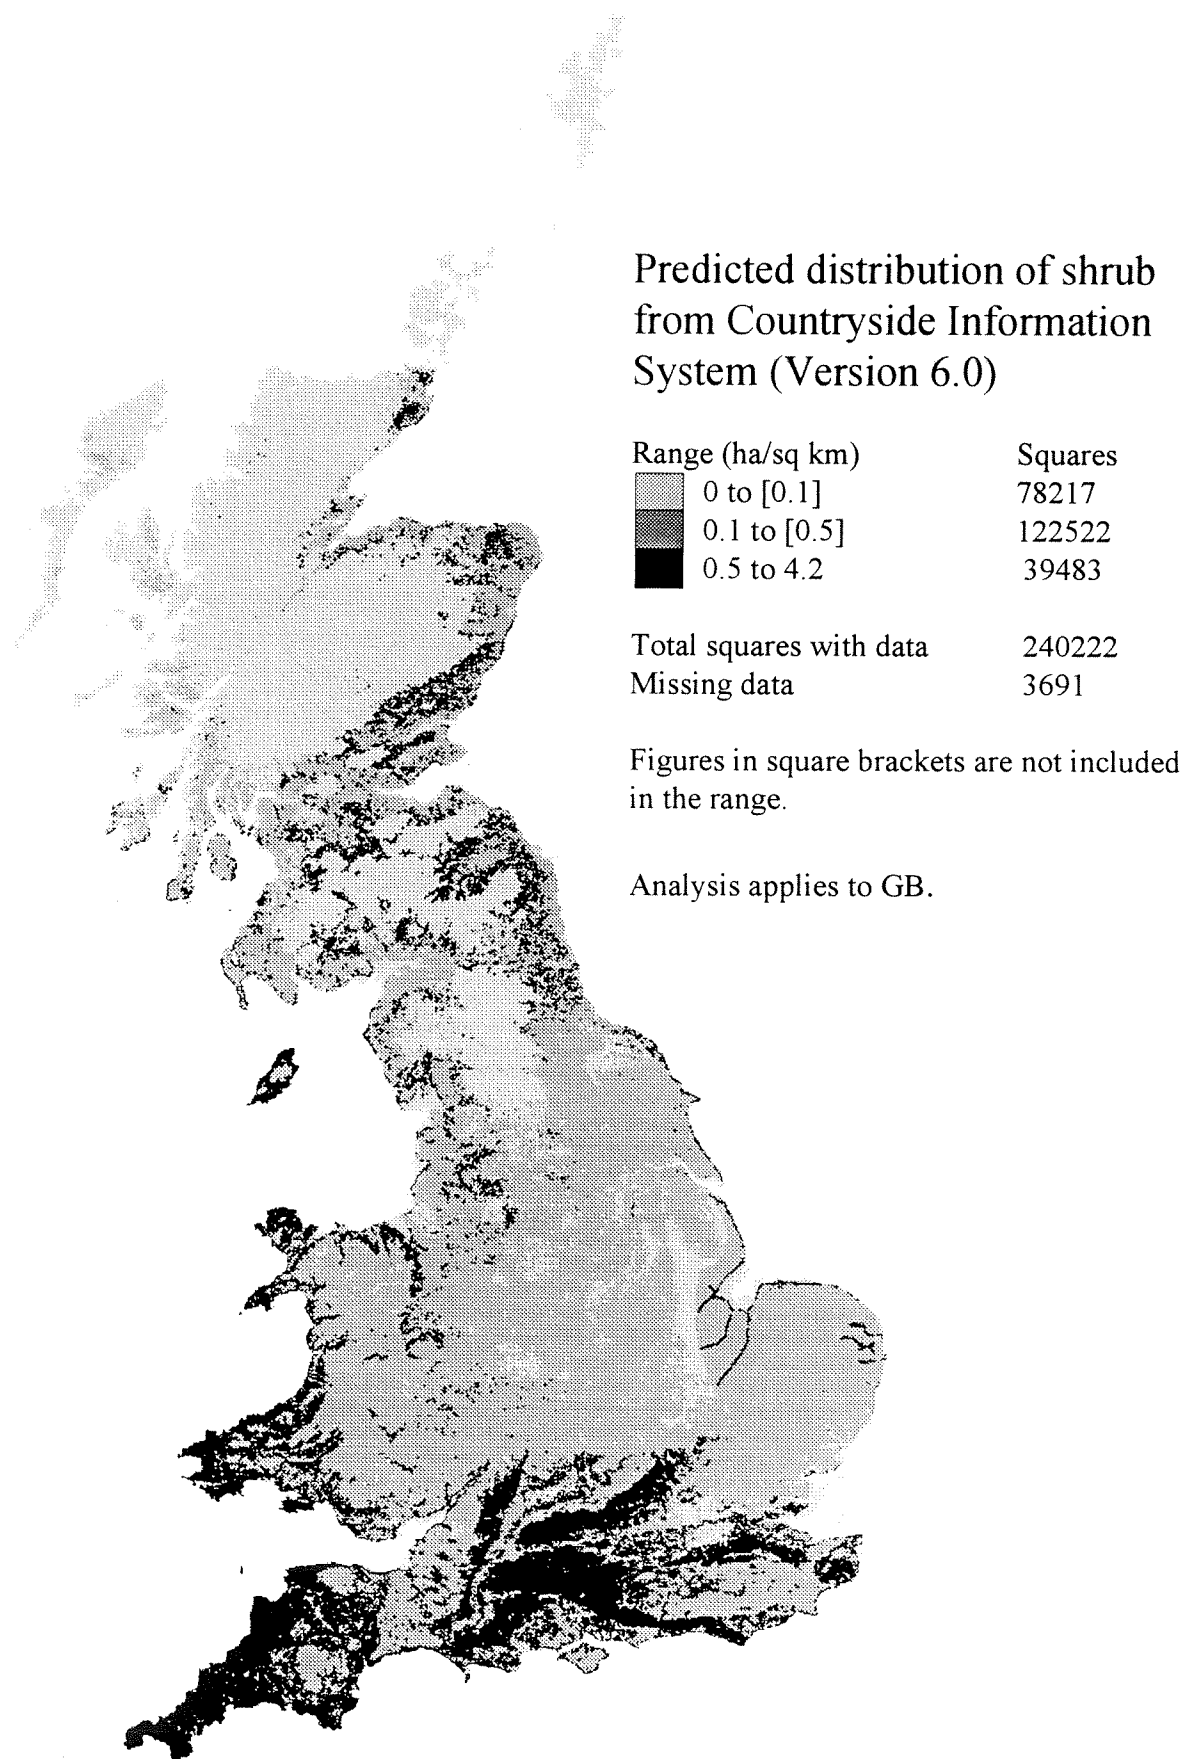 Predicted distribution of shrub
from Countryside Information
System (Version 6.0)
Range (ha/sq km) Squares
0 to [0.1] 78217
0.1 to [0.5] 122522
0.5 to 4.2 39483
Total squares with data 240222
Missing data 3691
Figures in square brackets are not included
in the range.
Analysis applies to GB.